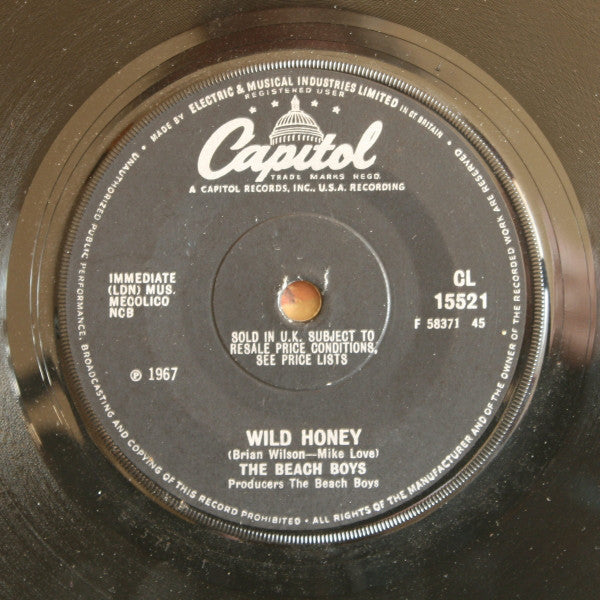 MADE BY ELECTRIC & MUSICAL INDUSTRIES LIMITED IN GT BRITAIN •
REGISTERED USER
Capitol
TRADE MARKS REGD.
A CAPITOL RECORDS, INC., U.S.A. RECORDING
IMMEDIATE
(LDN) MUS.
MECOLICO
NCB
CL
15521
F 58371 45
SOLD IN U.K. SUBJECT TO
RESALE PRICE CONDITIONS,
SEE PRICE LISTS
℗ 1967
WILD HONEY
(Brian Wilson—Mike Love)
THE BEACH BOYS
Producers The Beach Boys
• ALL RIGHTS OF THE MANUFACTURER AND OF THE OWNER OF THE RECORDED WORK ARE RESERVED
• UNAUTHORIZED PUBLIC PERFORMANCE, BROADCASTING AND COPYING OF THIS RECORD PROHIBITED